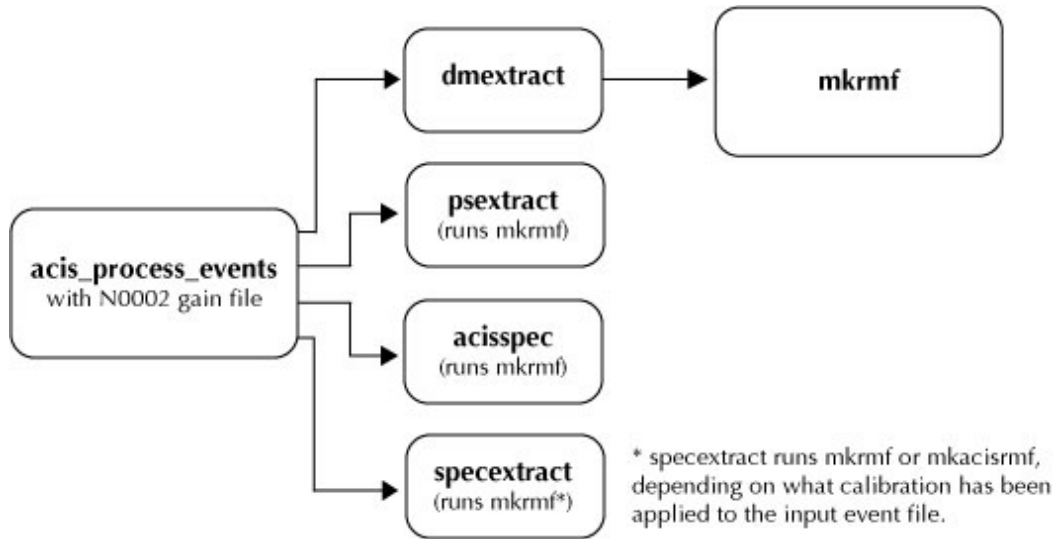 dmextract
mkrmf
psextract
(runs mkrmf)
acis_process_events
with N0002 gain file
acisspec
(runs mkrmf)
specextract
(runs mkrmf*)
* specextract runs mkrmf or mkacisrmf,
depending on what calibration has been
applied to the input event file.